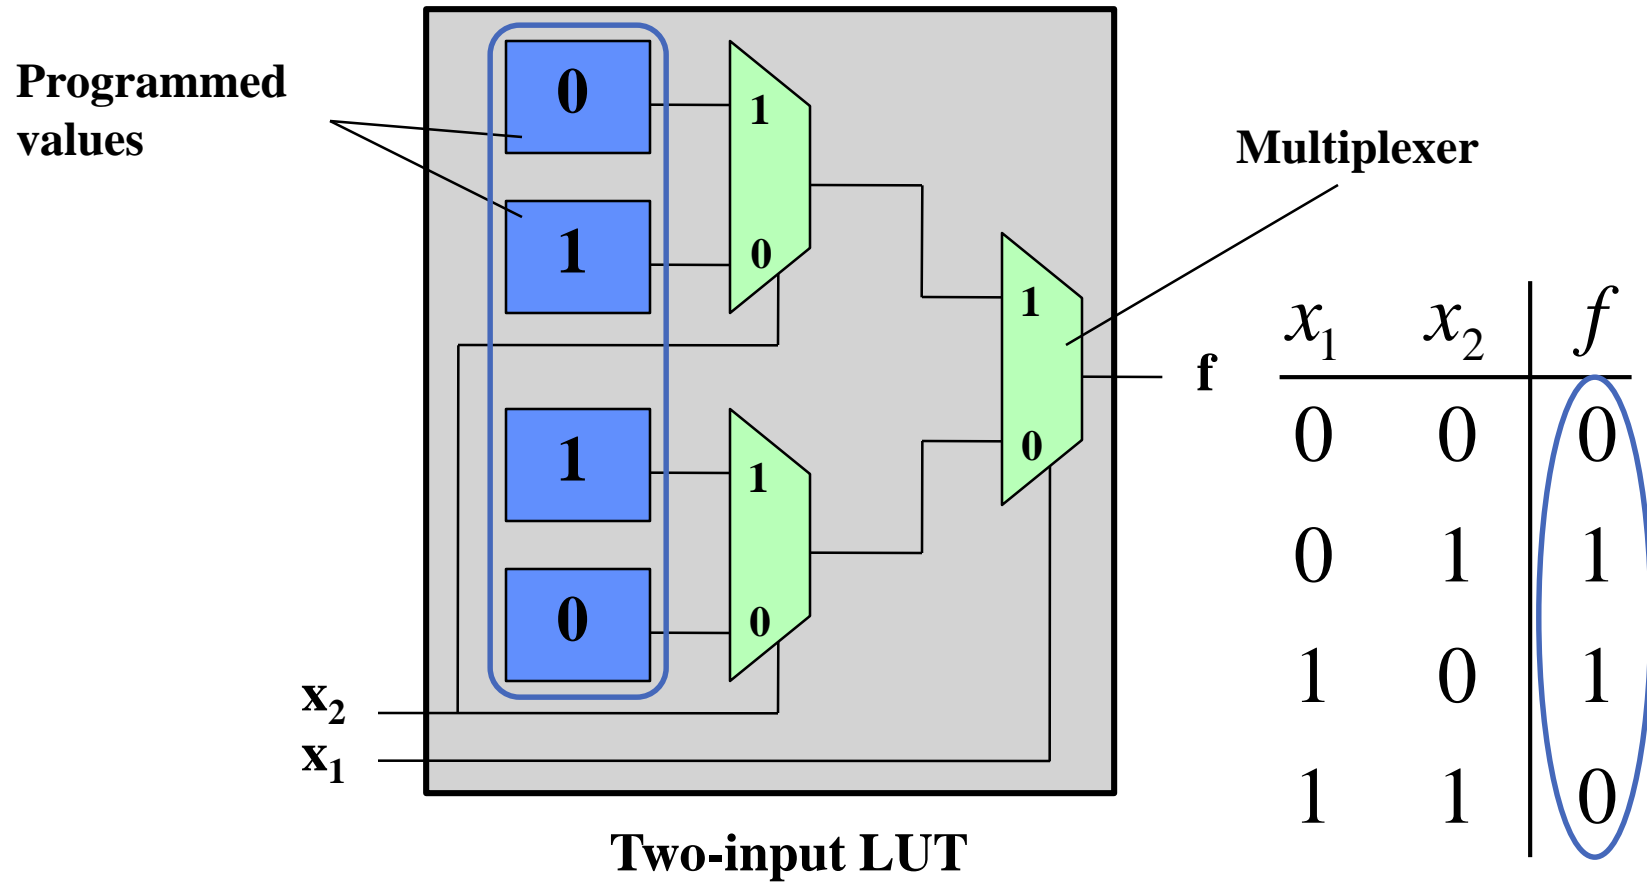 Programmed
values
0
1
1
0
1
0
1
0
1
0
Multiplexer
f
x₂
x₁
Two-input LUT
x₁ x₂ f
0 0 0
0 1 1
1 0 1
1 1 0